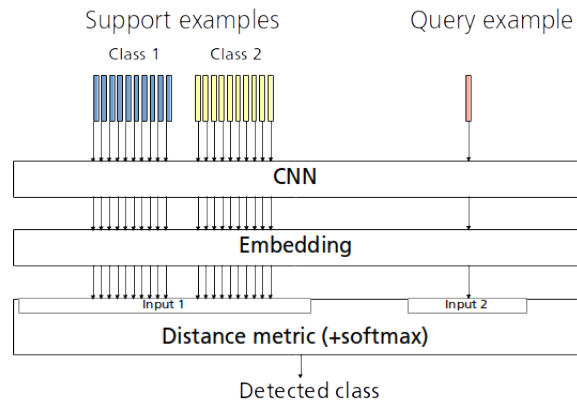 Support examples
Query example
Class 1
Class 2
CNN
Embedding
Input 1
Input 2
Distance metric (+softmax)
Detected class